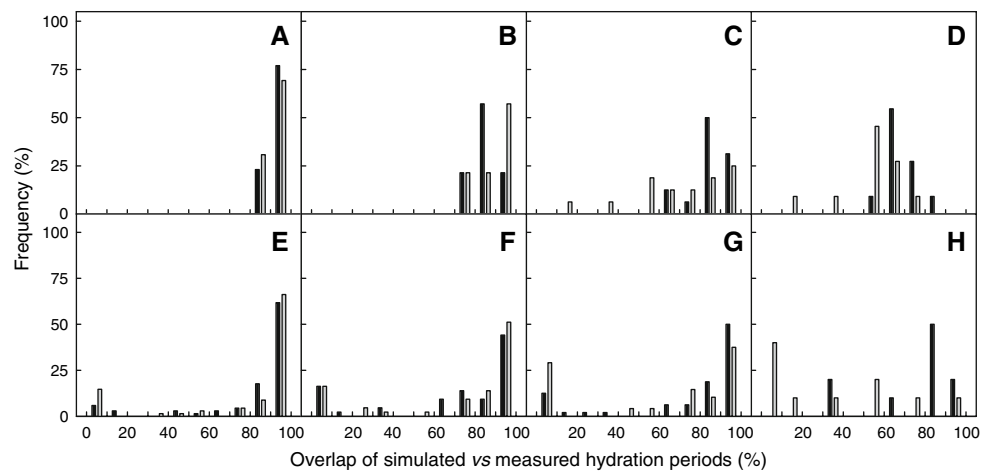 100
75
50
25
0
A
B
C
D
100
75
50
25
0
E
F
G
H
0 20 40 60 80 100 20 40 60 80 100 20 40 60 80 100 20 40 60 80 100
Frequency (%)
Overlap of simulated vs measured hydration periods (%)